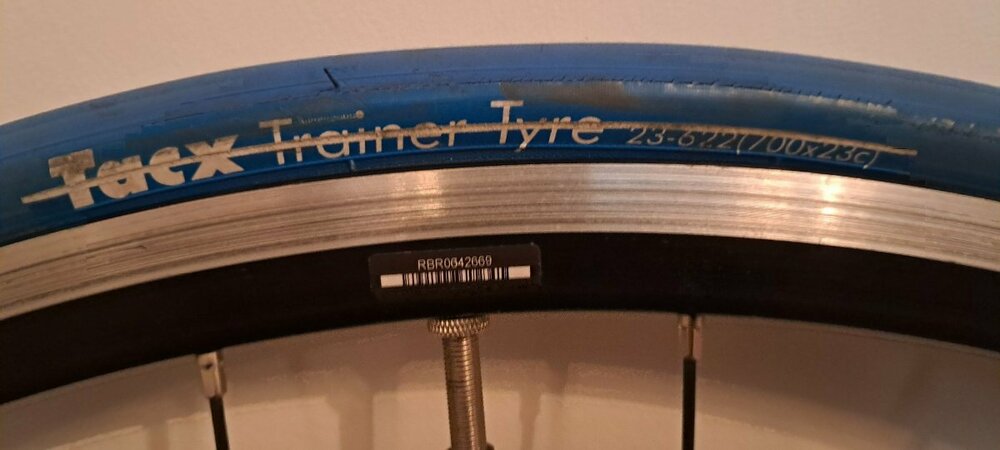 Tacx Trainer Tyre 23-622(700x23c)
RBR0642669